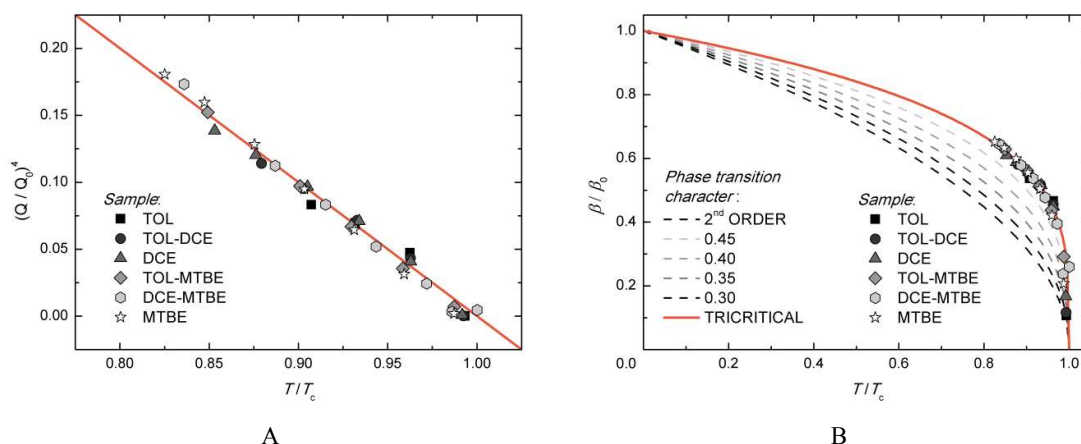 0.20
0.15
0.10
0.05
0.00
(Q / Q₀)⁴
Sample:
TOL
TOL-DCE
DCE
TOL-MTBE
DCE-MTBE
MTBE
0.80 0.85 0.90 0.95 1.00
T / Tc
A
1.0
0.8
0.6
0.4
0.2
0.0
β / β₀
Phase transition
character :
2nd ORDER
0.45
0.40
0.35
0.30
TRICRITICAL
Sample:
TOL
TOL-DCE
DCE
TOL-MTBE
DCE-MTBE
MTBE
0.0 0.2 0.4 0.6 0.8 1.0
T / Tc
B